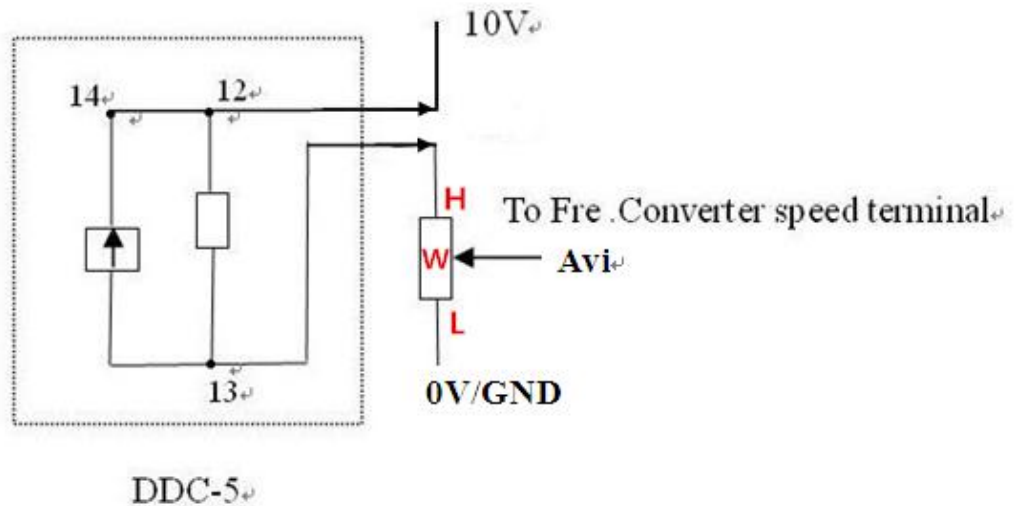 10V
14
12
H
To Fre .Converter speed terminal
W
Avi
L
13
0V/GND
DDC-5